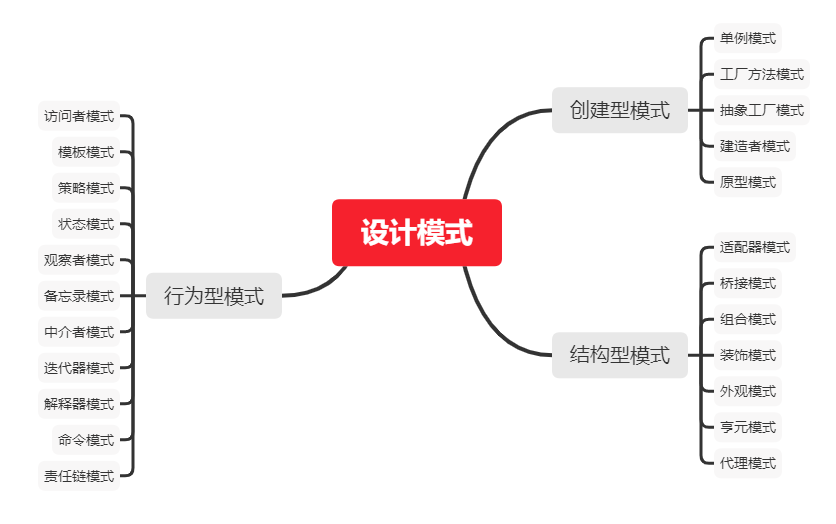 设计模式
创建型模式
单例模式
工厂方法模式
抽象工厂模式
建造者模式
原型模式
结构型模式
适配器模式
桥接模式
组合模式
装饰模式
外观模式
亨元模式
代理模式
行为型模式
访问者模式
模板模式
策略模式
状态模式
观察者模式
备忘录模式
中介者模式
迭代器模式
解释器模式
命令模式
责任链模式